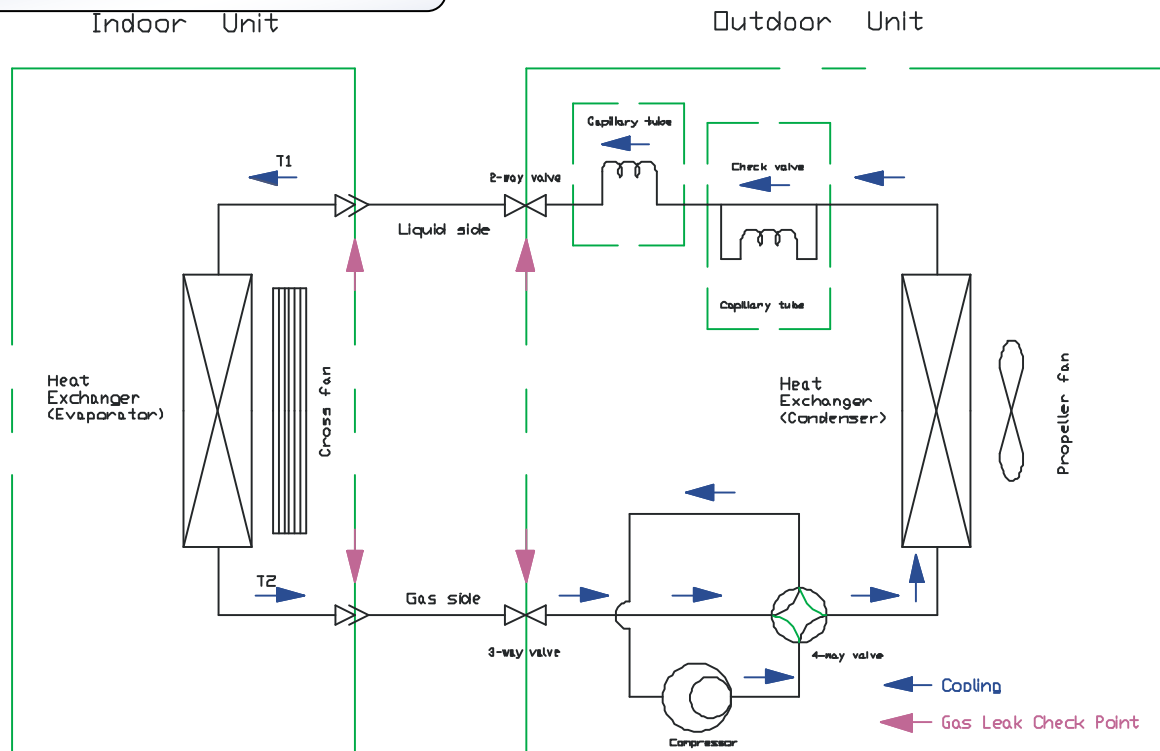 Indoor Unit
Outdoor Unit
Capillary tube
T1
2-way valve
Check valve
Liquid side
Capillary tube
Heat
Exchanger
(Evaporator)
Cross fan
Heat
Exchanger
(Condenser)
Propeller fan
T2
Gas side
3-way valve
4-way valve
Cooling
Gas Leak Check Point
Compressor